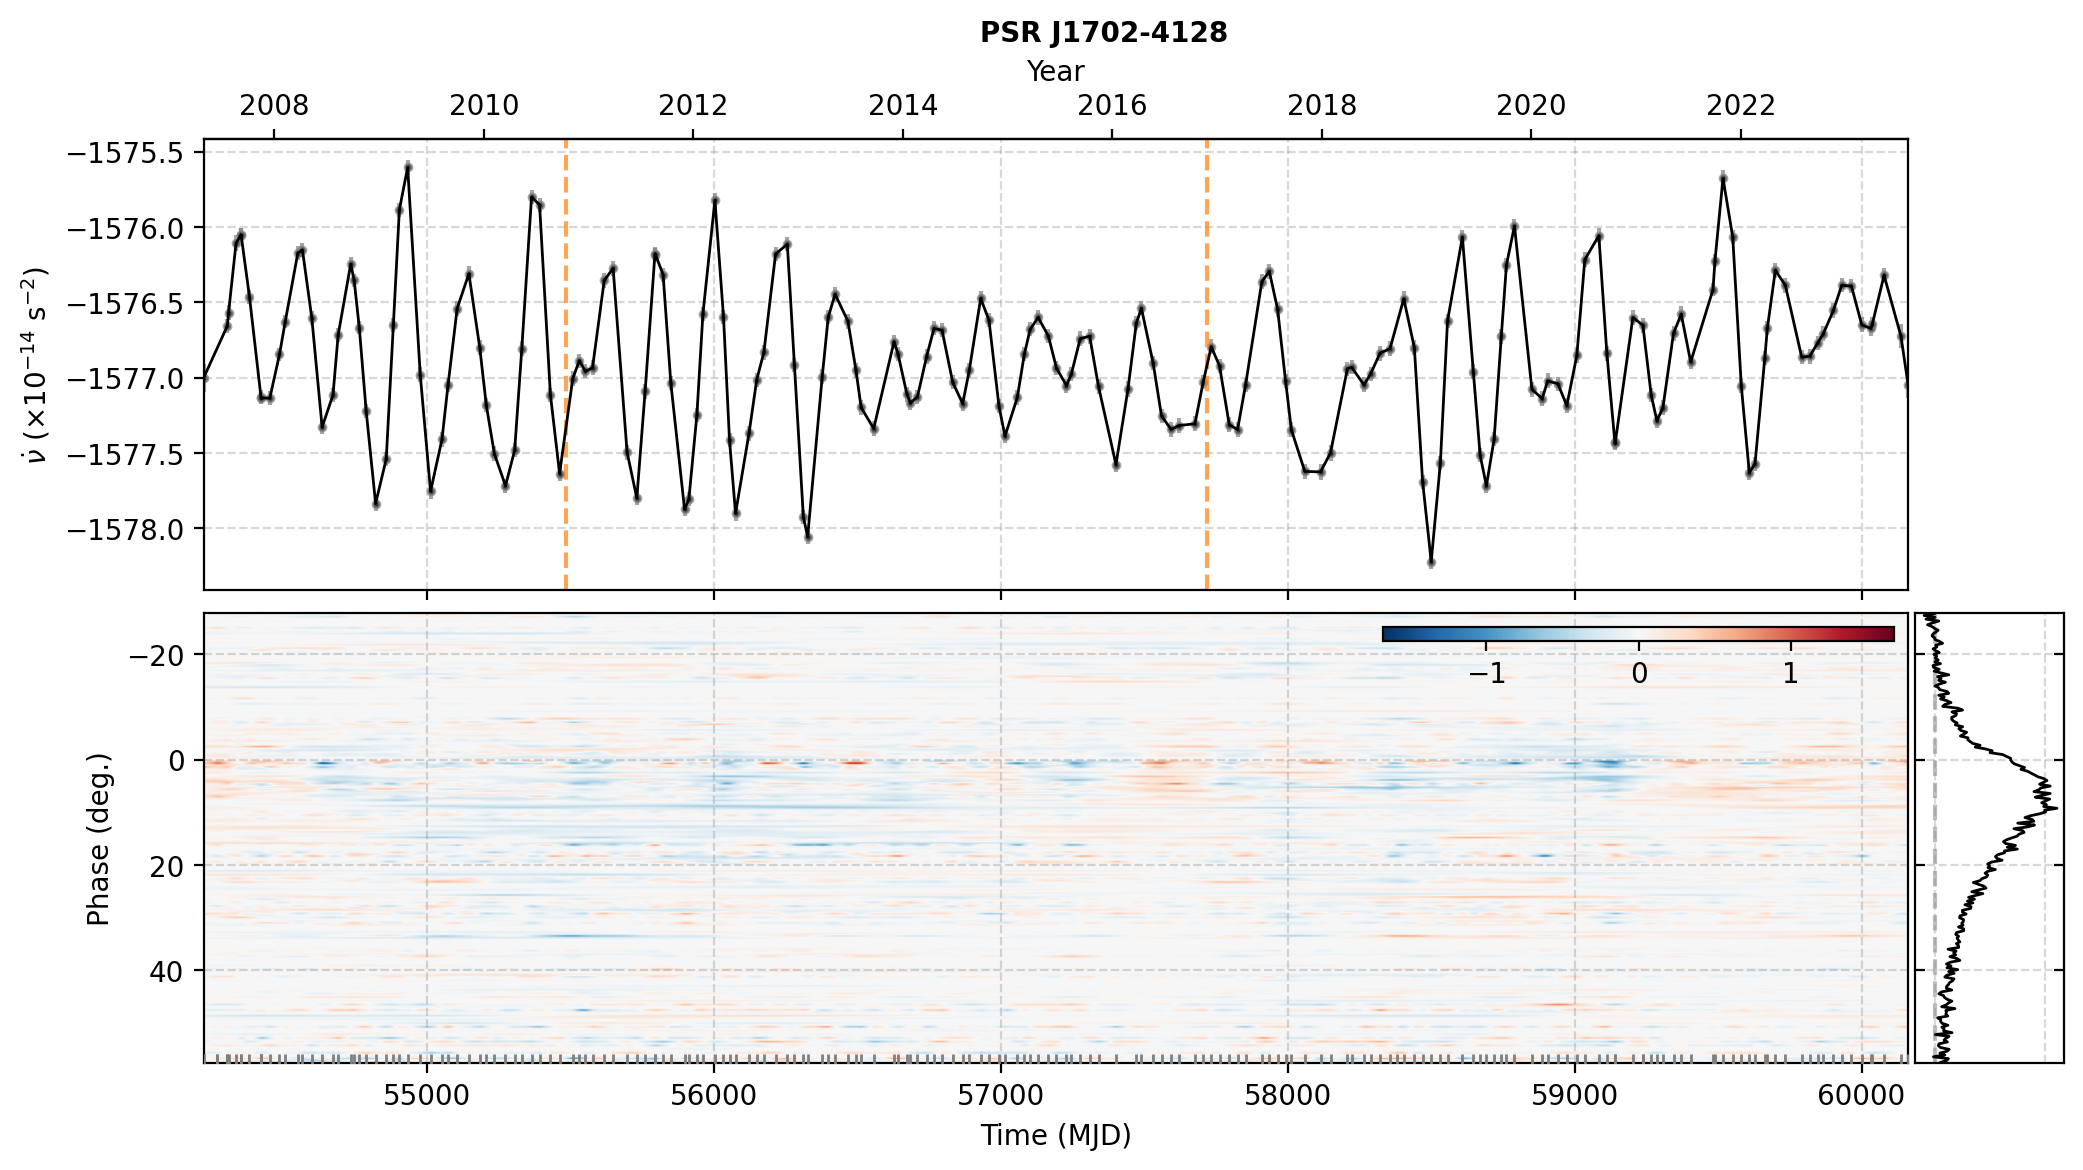 PSR J1702-4128
Year
2008 2010 2012 2014 2016 2018 2020 2022
ν̇ (×10⁻¹⁴ s⁻²)
−1575.5
−1576.0
−1576.5
−1577.0
−1577.5
−1578.0
−1 0 1
Phase (deg.)
−20
0
20
40
55000 56000 57000 58000 59000 60000
Time (MJD)